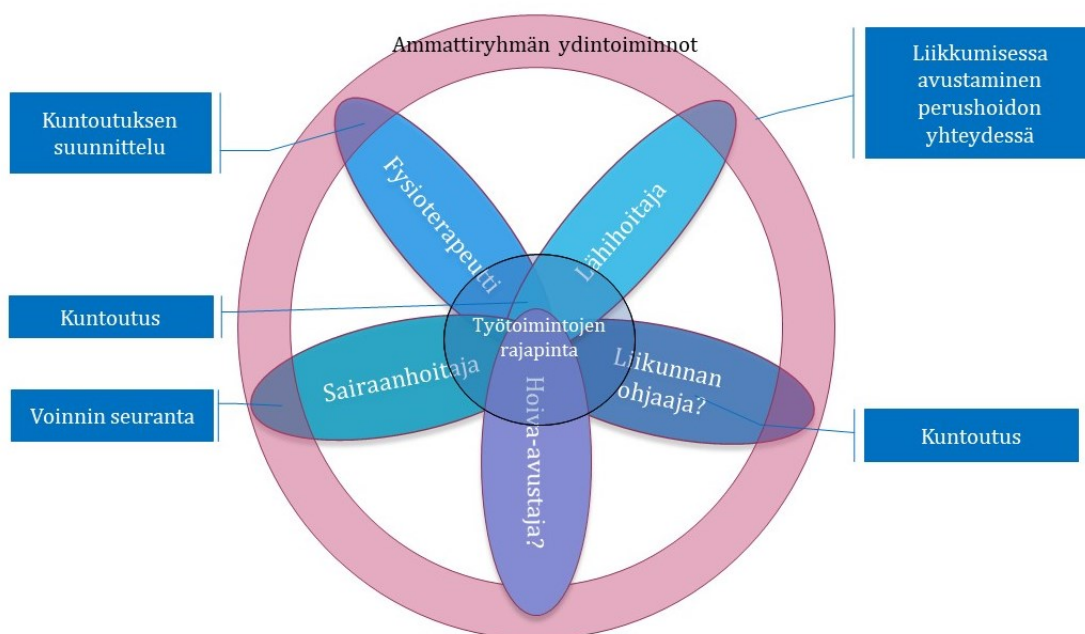 Ammattiryhmän ydintoiminnot
Kuntoutuksen
suunnittelu
Liikkumisessa
avustaminen
perushoidon
yhteydessä
Fysioterapeutti
Lähihoitaja
Kuntoutus
Työtoimintojen
rajapinta
Sairaanhoitaja
Liikunnan
ohjaaja?
Hoiva-avustaja?
Voinnin seuranta
Kuntoutus